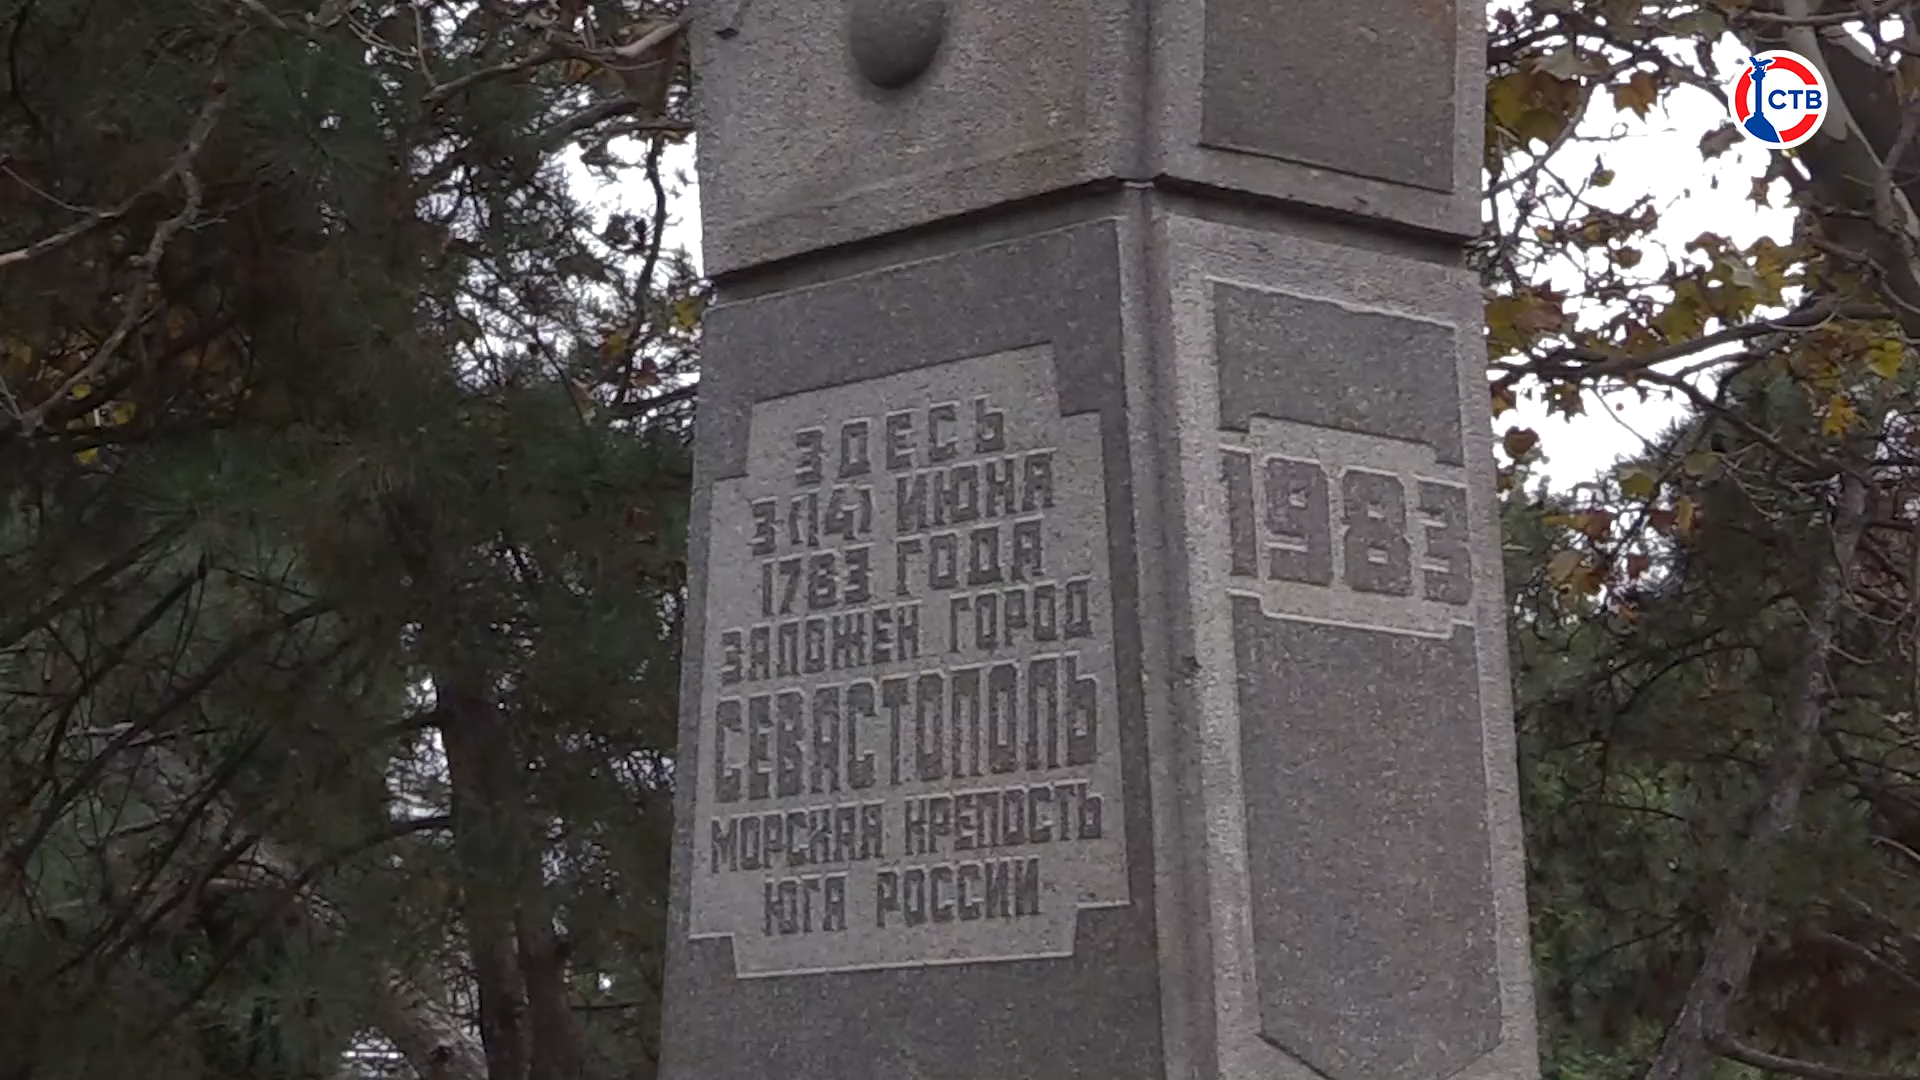 СТВ
ЗДЕСЬ
3(14) ИЮНЯ
1783 ГОДА
ЗАЛОЖЕН ГОРОД
СЕВАСТОПОЛЬ
МОРСКАЯ КРЕПОСТЬ
ЮГА РОССИИ
1983